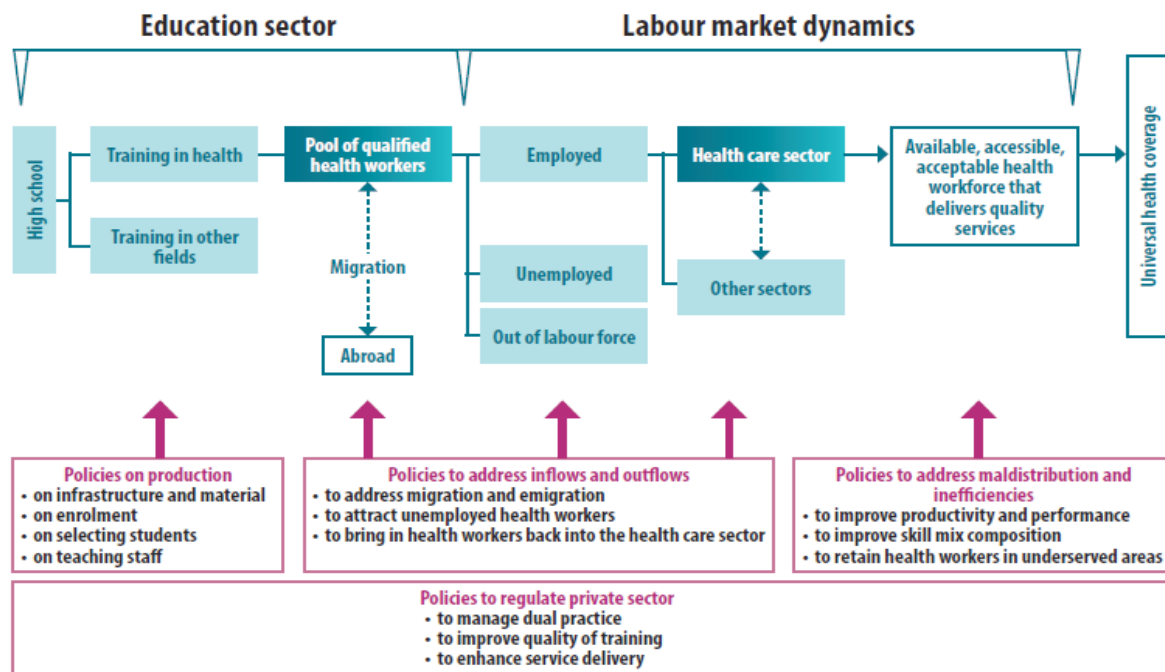 Education sector
Labour market dynamics
High school
Training in health
Training in other
fields
Pool of qualified
health workers
Migration
Abroad
Employed
Unemployed
Out of labour force
Health care sector
Other sectors
Available, accessible,
acceptable health
workforce that
delivers quality
services
Universal health coverage
Policies on production
• on infrastructure and material
• on enrolment
• on selecting students
• on teaching staff
Policies to address inflows and outflows
• to address migration and emigration
• to attract unemployed health workers
• to bring in health workers back into the health care sector
Policies to address maldistribution and
inefficiencies
• to improve productivity and performance
• to improve skill mix composition
• to retain health workers in underserved areas
Policies to regulate private sector
• to manage dual practice
• to improve quality of training
• to enhance service delivery